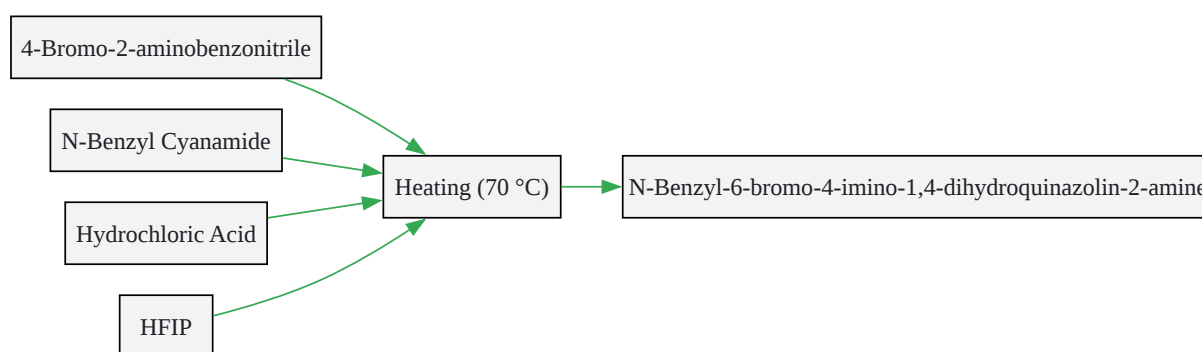 4-Bromo-2-aminobenzonitrile
N-Benzyl Cyanamide
Hydrochloric Acid
HFIP
Heating (70 °C)
N-Benzyl-6-bromo-4-imino-1,4-dihydroquinazolin-2-amine